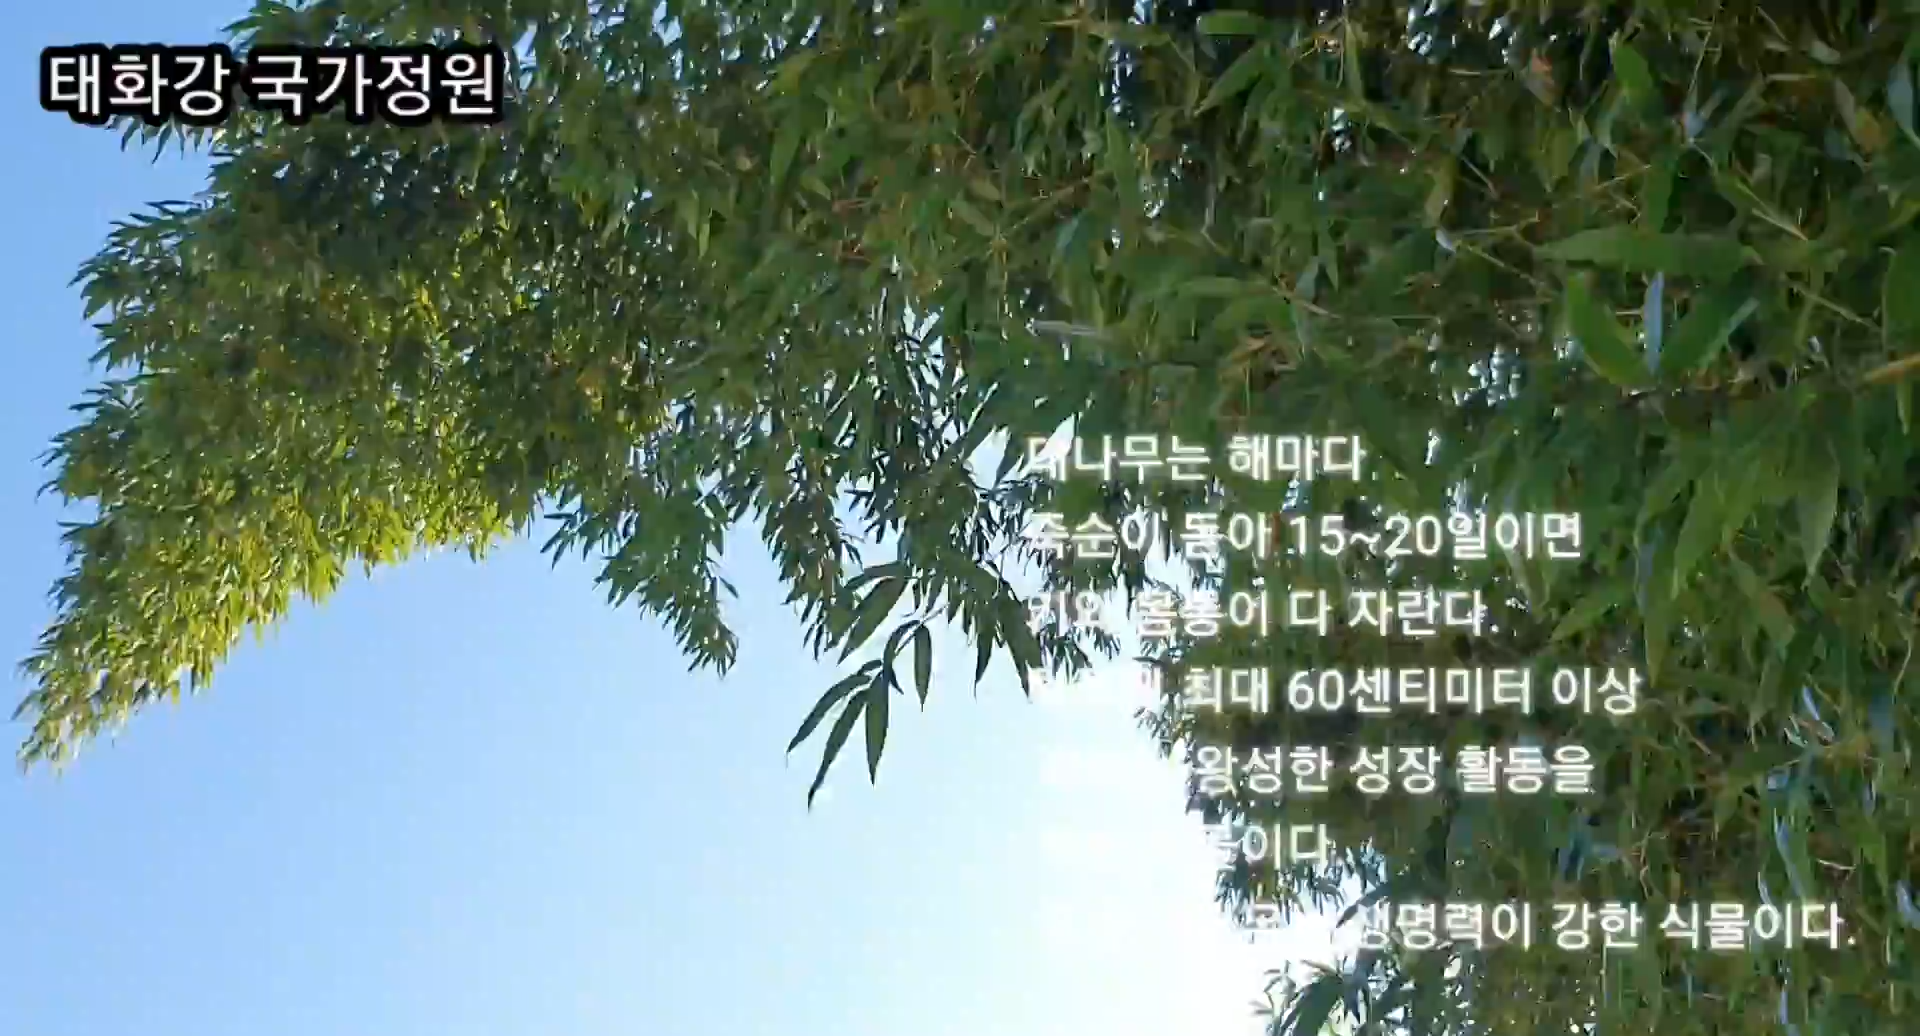 태화강 국가정원
대나무는 해마다
죽순이 돋아 15~20일이면
키와 몸통이 다 자란다.
최대 60센티미터 이상
왕성한 성장 활동을
생명력이 강한 식물이다.